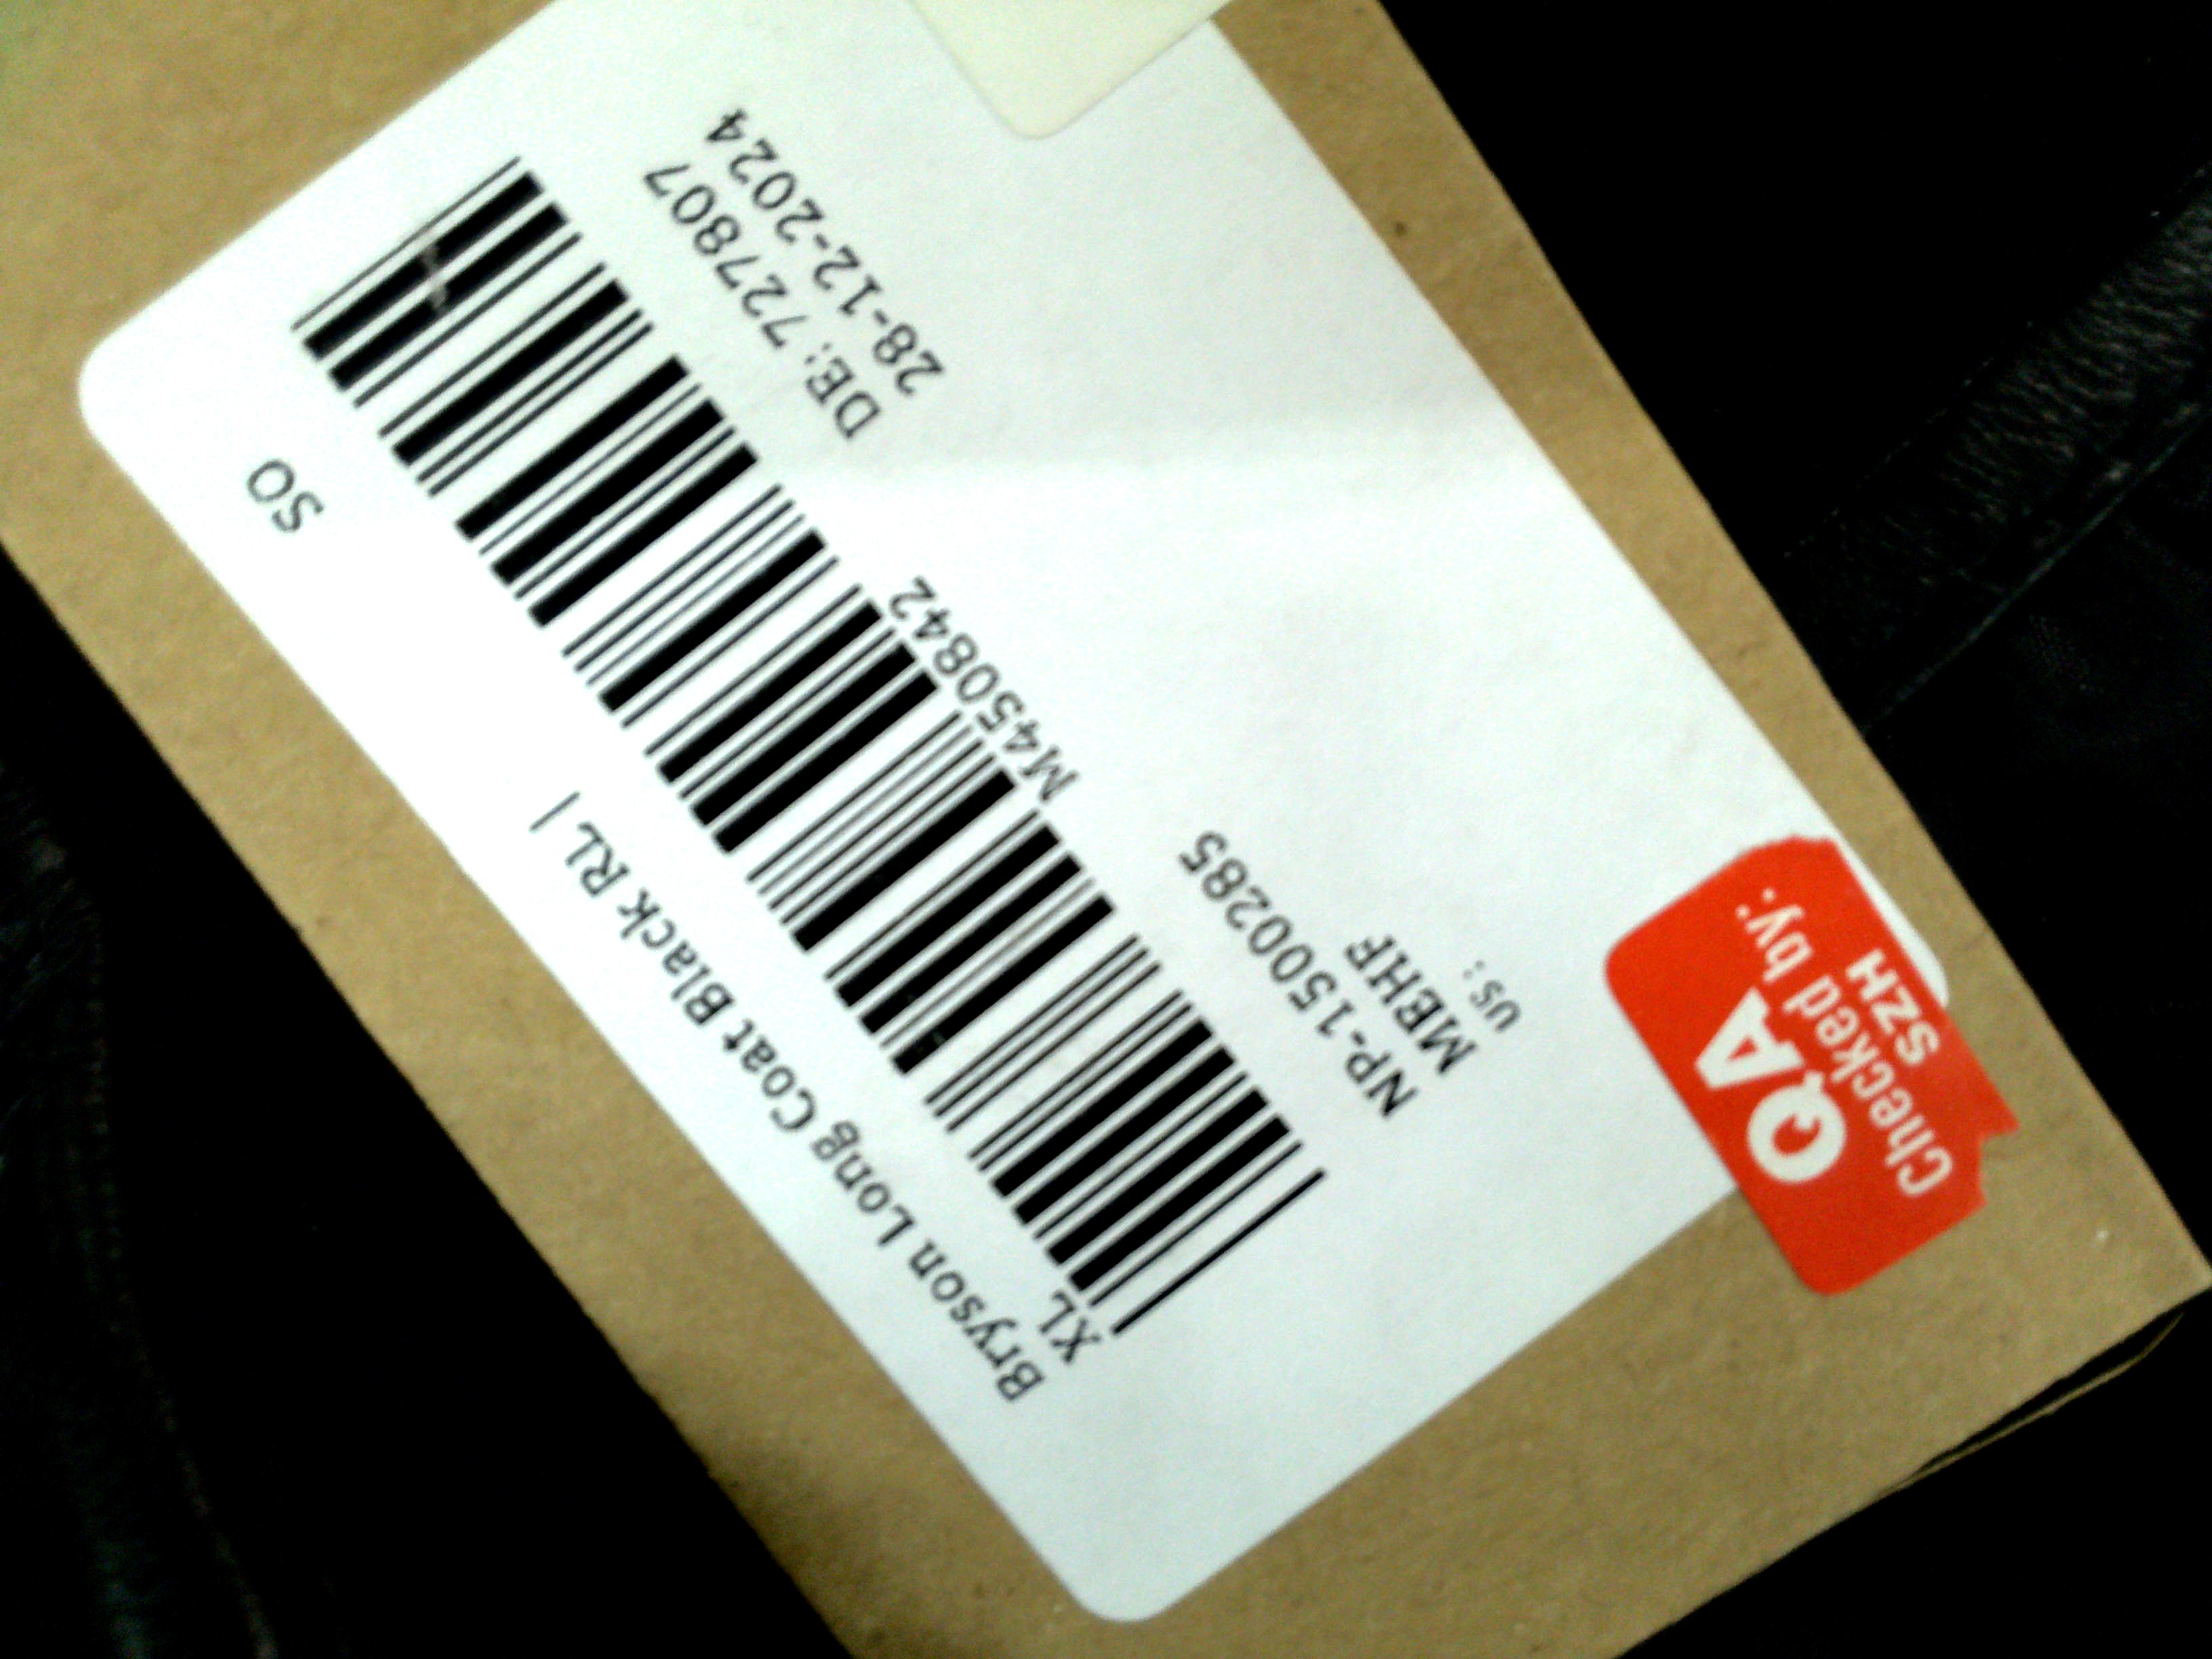 SO
Bryson Long Coat Black RL |
XL
M450842
DE: 727807
28-12-2024
NP-1500285
MEHF
US:
QA
Checked by:
SZH